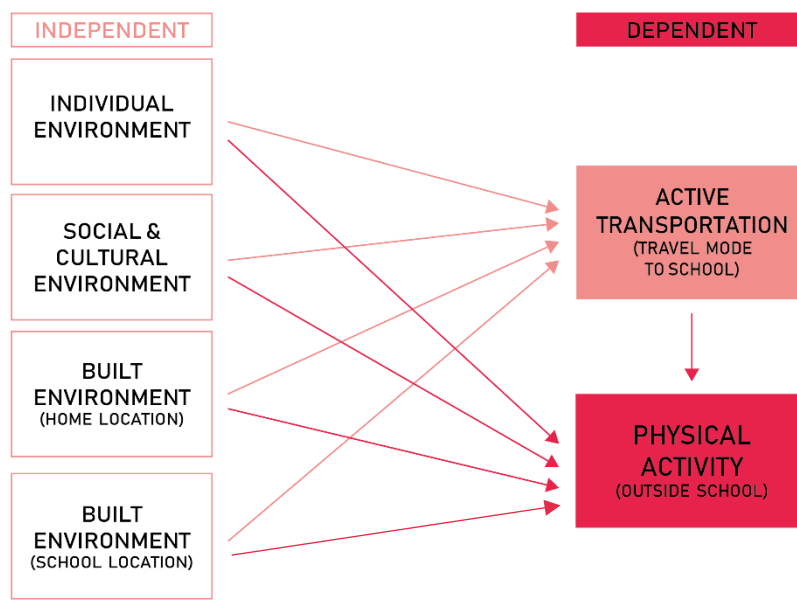 INDEPENDENT
DEPENDENT
INDIVIDUAL
ENVIRONMENT
SOCIAL &
CULTURAL
ENVIRONMENT
BUILT
ENVIRONMENT
(HOME LOCATION)
BUILT
ENVIRONMENT
(SCHOOL LOCATION)
ACTIVE
TRANSPORTATION
(TRAVEL MODE
TO SCHOOL)
PHYSICAL
ACTIVITY
(OUTSIDE SCHOOL)